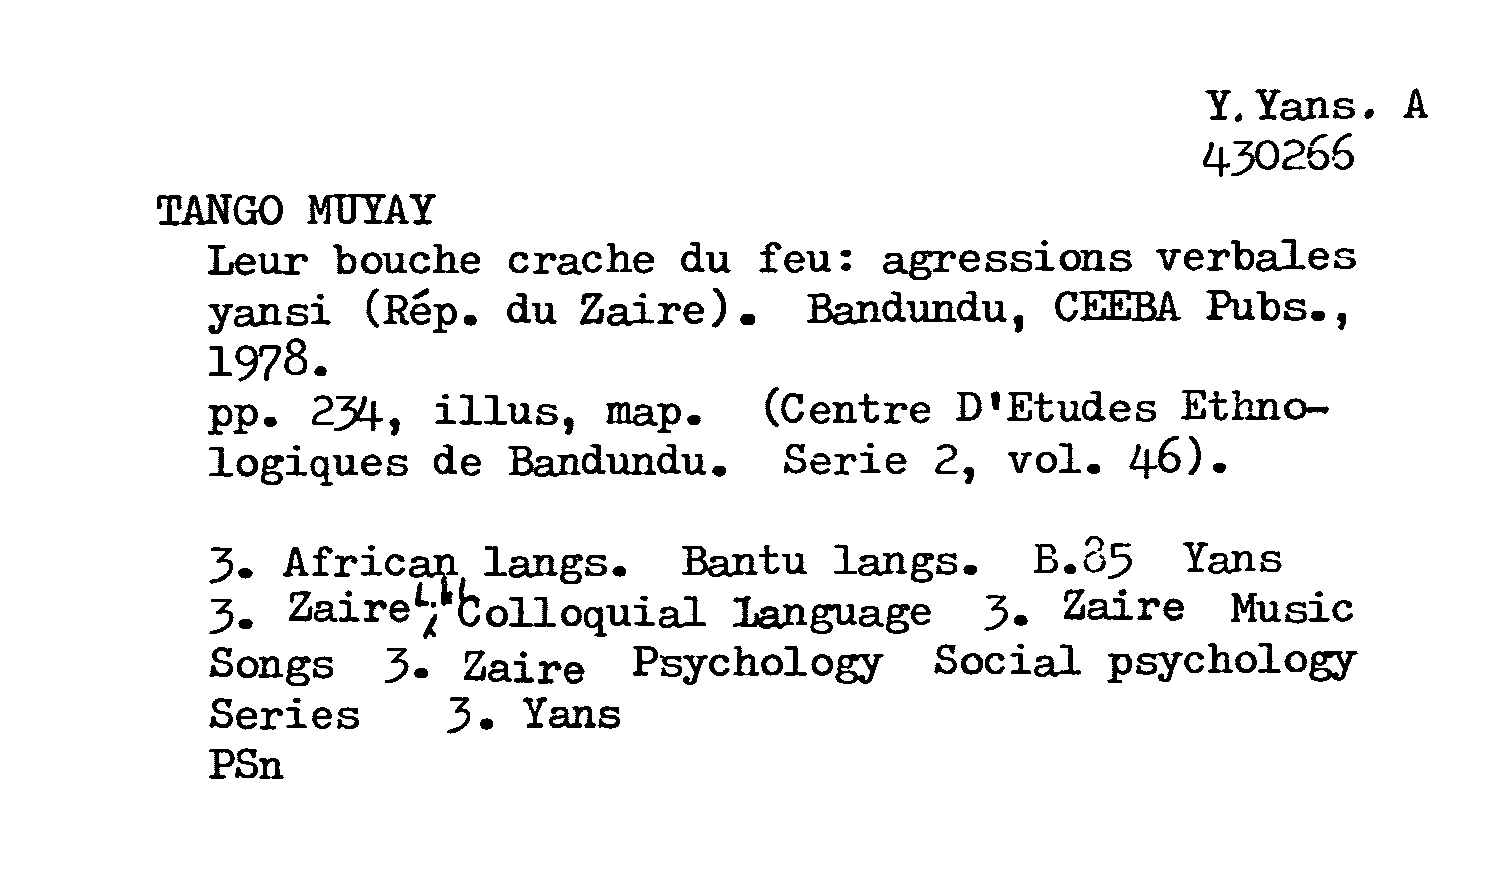 Y.Yans. A
430266
TANGO MUYAY
Leur bouche crache du feu: agressions verbales
yansi (Rép. du Zaire). Bandundu, CEEBA Pubs.,
1978.
pp. 234, illus, map. (Centre D'Etudes Ethno-
logiques de Bandundu. Serie 2, vol. 46).
3. African langs. Bantu langs. B.85 Yans
3. Zaire Colloquial Language 3. Zaire Music
Songs 3. Zaire Psychology Social psychology
Series 3. Yans
PSn